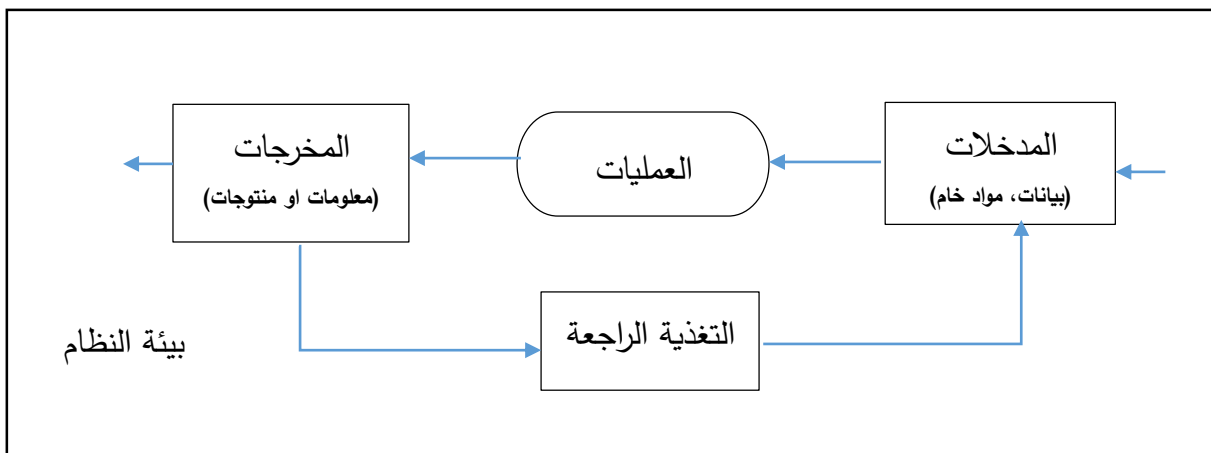 المدخلات
(بيانات، مواد خام)
العمليات
المخرجات
(معلومات او منتوجات)
التغذية الراجعة
بيئة النظام